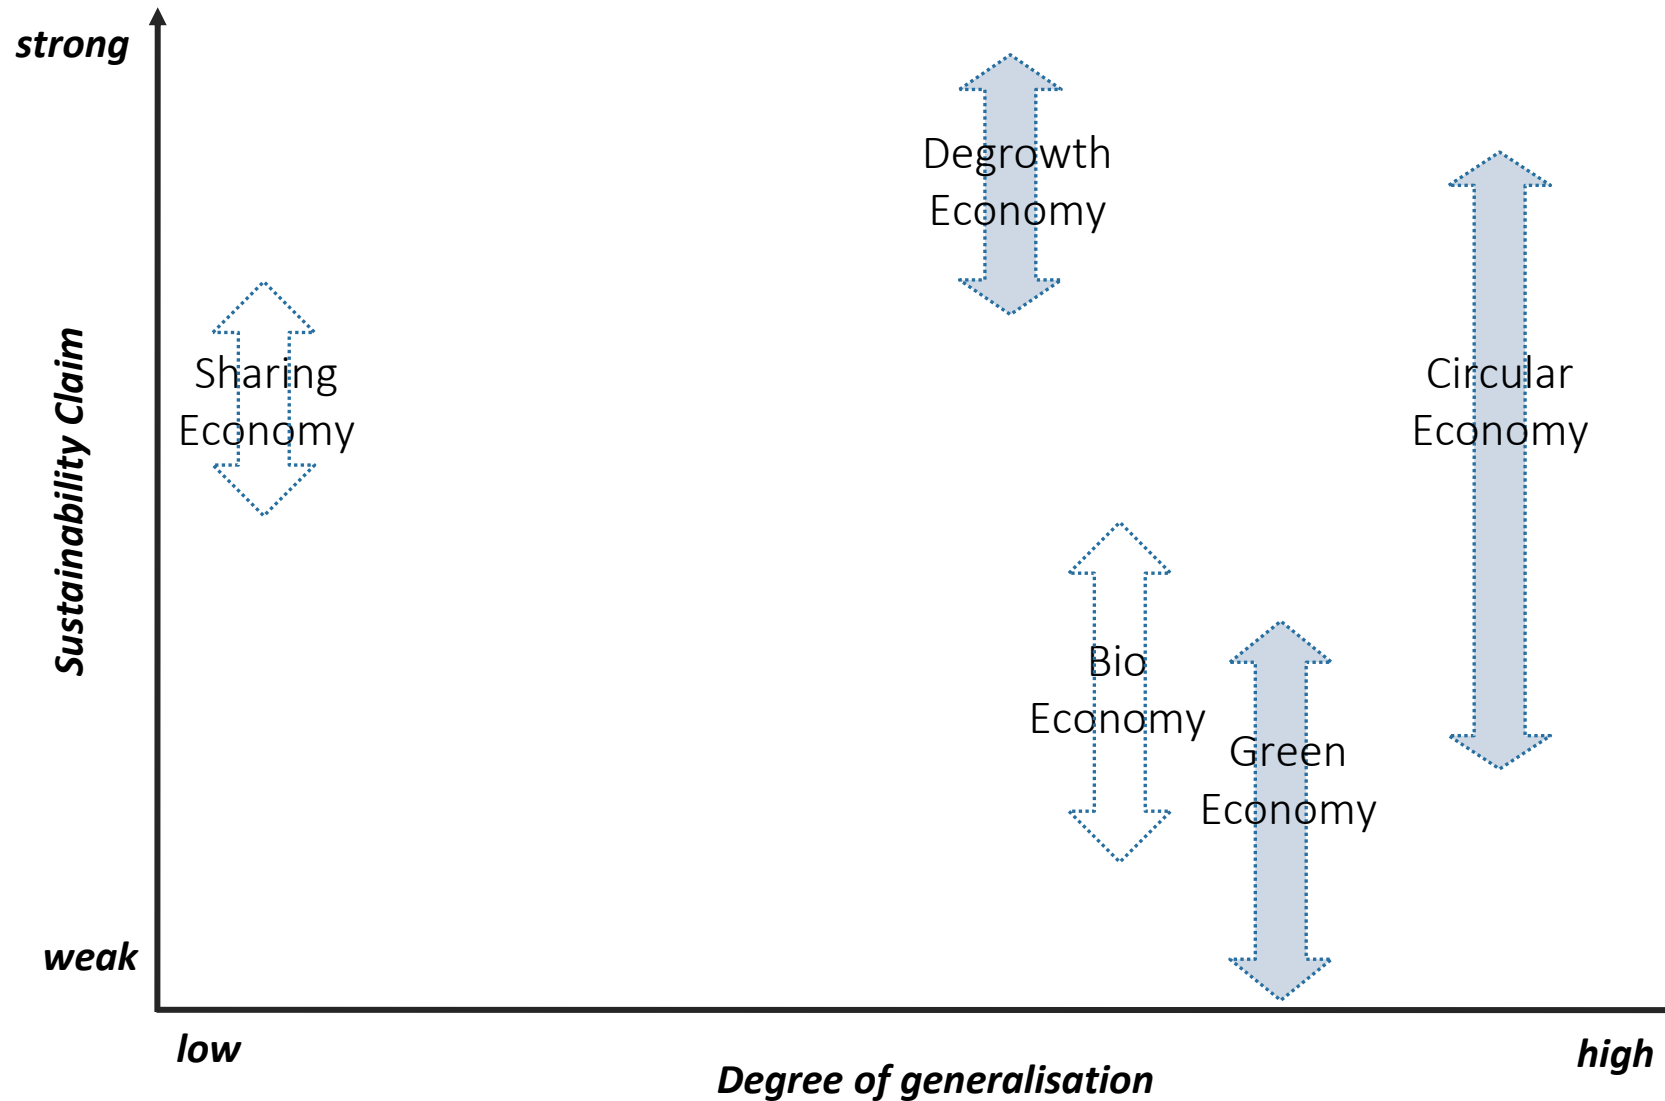 strong
Degrowth
Economy
Sharing
Economy
Circular
Economy
Sustainability Claim
Bio
Economy
Green
Economy
weak
low
high
Degree of generalisation